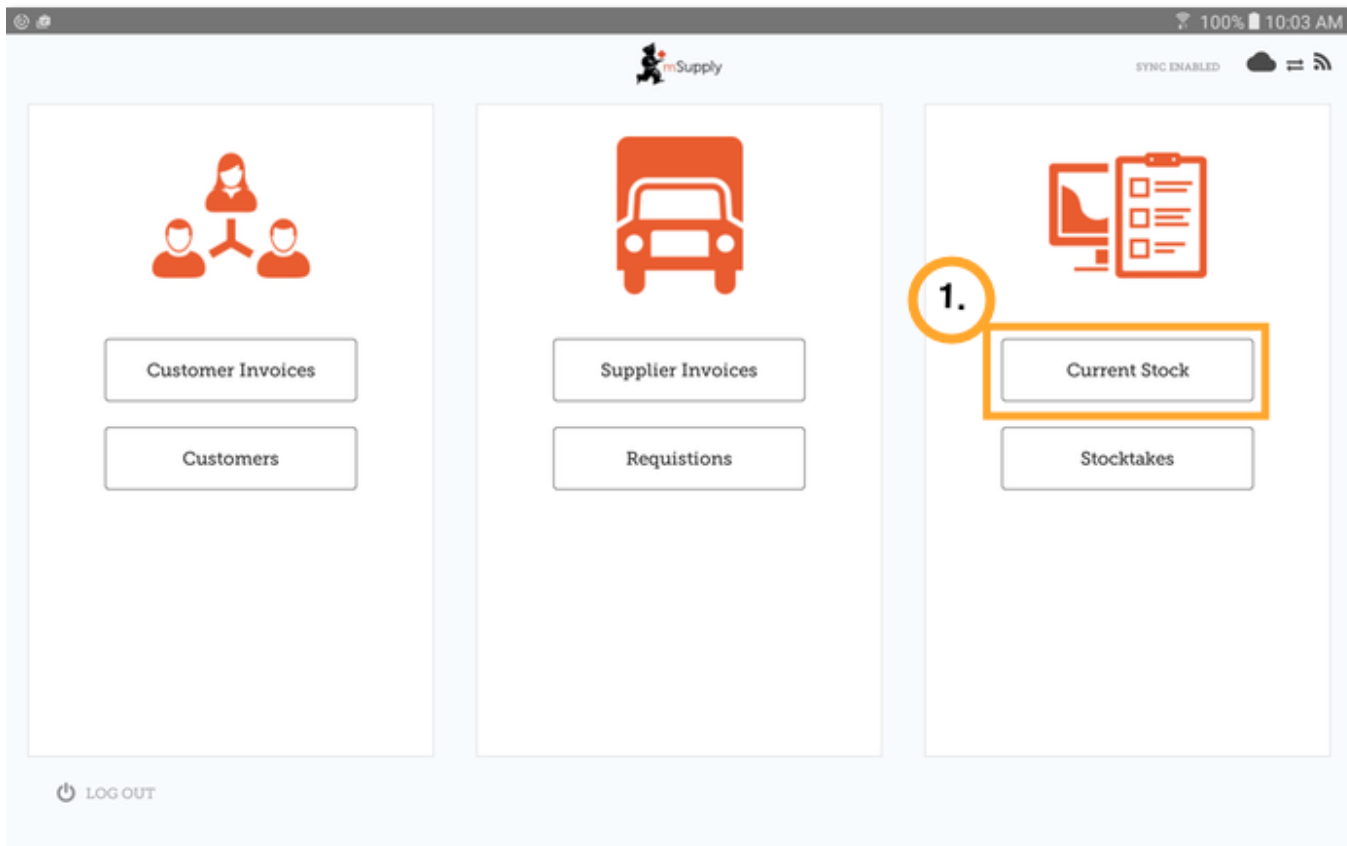 100% 10:03 AM
mSupply
SYNC ENABLED
1.
Customer Invoices
Supplier Invoices
Current Stock
Customers
Requistions
Stocktakes
LOG OUT